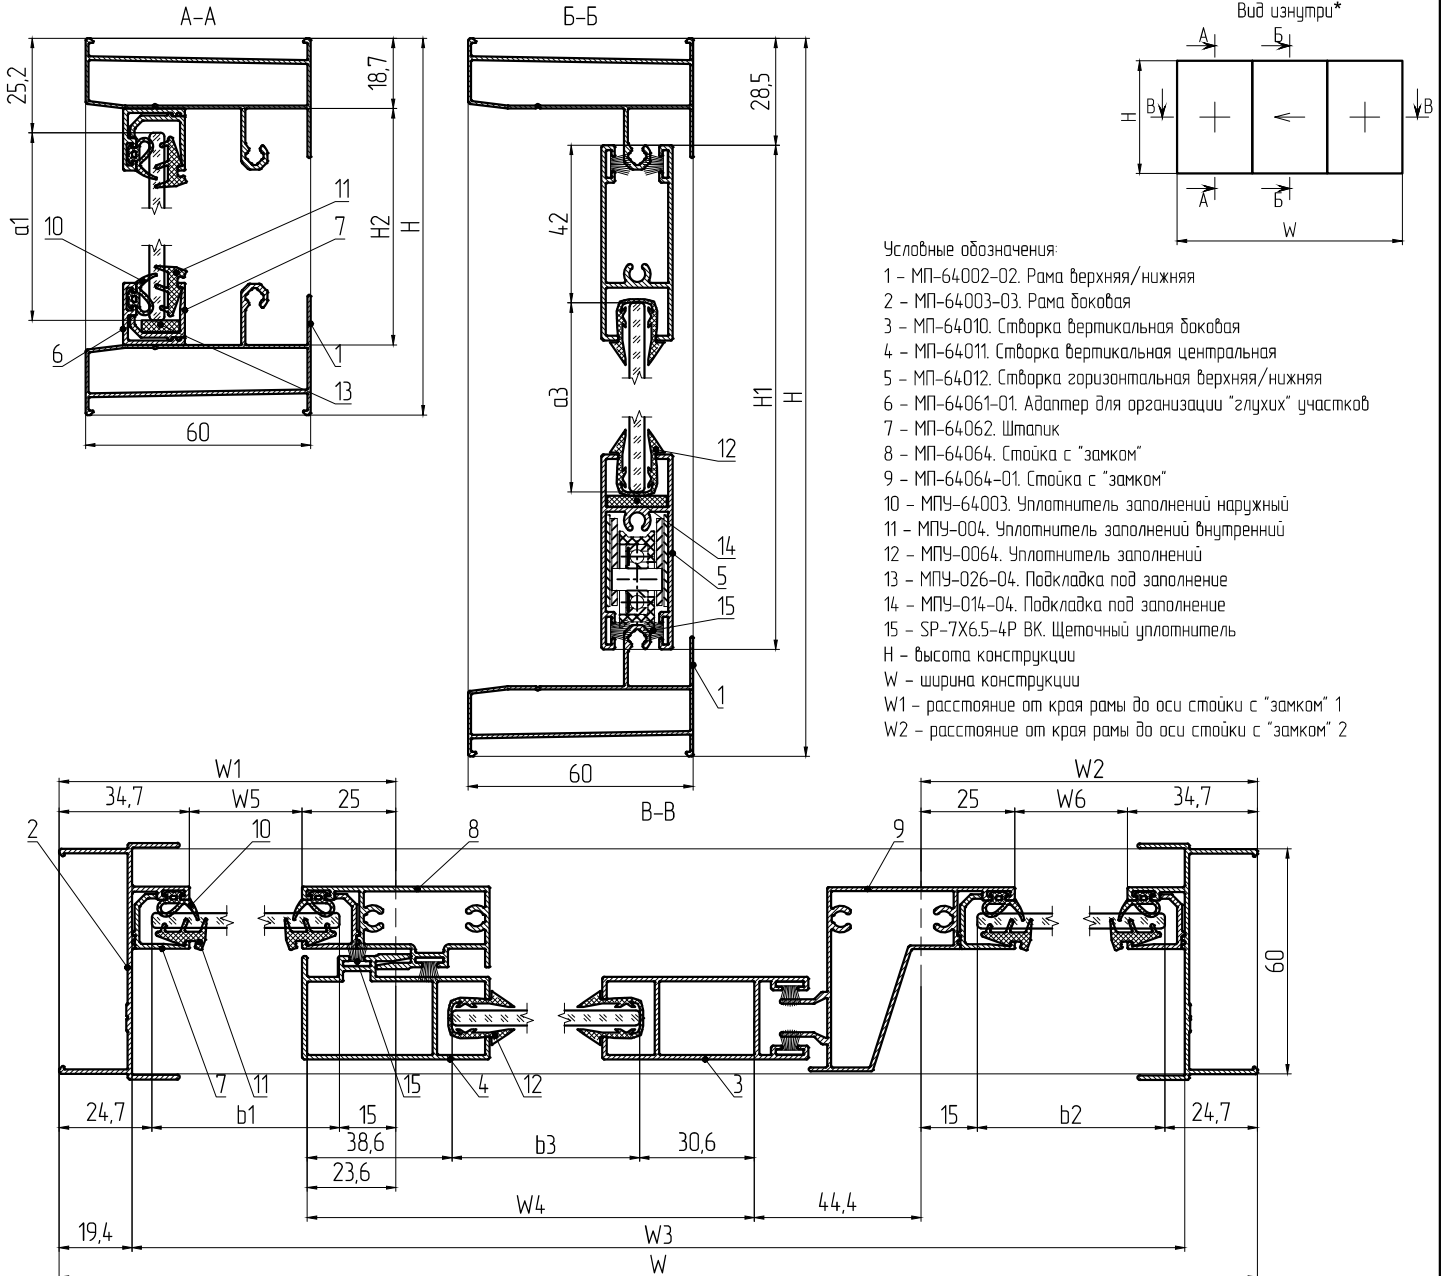 А–А
25,2
18,7
a1
H2
H
10
11
7
6
1
13
60
Б–Б
28,5
42
a3
H1
H
12
14
5
15
1
60
Вид изнутри*
А
Б
В
В
H
А
Б
W
Условные обозначения:
1 – МП-64002-02. Рама верхняя/нижняя
2 – МП-64003-03. Рама боковая
3 – МП-64010. Створка вертикальная боковая
4 – МП-64011. Створка вертикальная центральная
5 – МП-64012. Створка горизонтальная верхняя/нижняя
6 – МП-64061-01. Адаптер для организации "глухих" участков
7 – МП-64062. Штапик
8 – МП-64064. Стойка с "замком"
9 – МП-64064-01. Стойка с "замком"
10 – МПУ-64003. Уплотнитель заполнений наружный
11 – МПУ-004. Уплотнитель заполнений внутренний
12 – МПУ-0064. Уплотнитель заполнений
13 – МПУ-026-04. Подкладка под заполнение
14 – МПУ-014-04. Подкладка под заполнение
15 – SP-7X6.5-4P BK. Щеточный уплотнитель
H – высота конструкции
W – ширина конструкции
W1 – расстояние от края рамы до оси стойки с "замком" 1
W2 – расстояние от края рамы до оси стойки с "замком" 2
В–В
W1
W2
34,7
W5
25
25
W6
34,7
2
10
8
9
60
7
11
15
4
12
3
24,7
b1
15
15
b2
24,7
38,6
b3
30,6
23,6
W4
44,4
19,4
W3
W